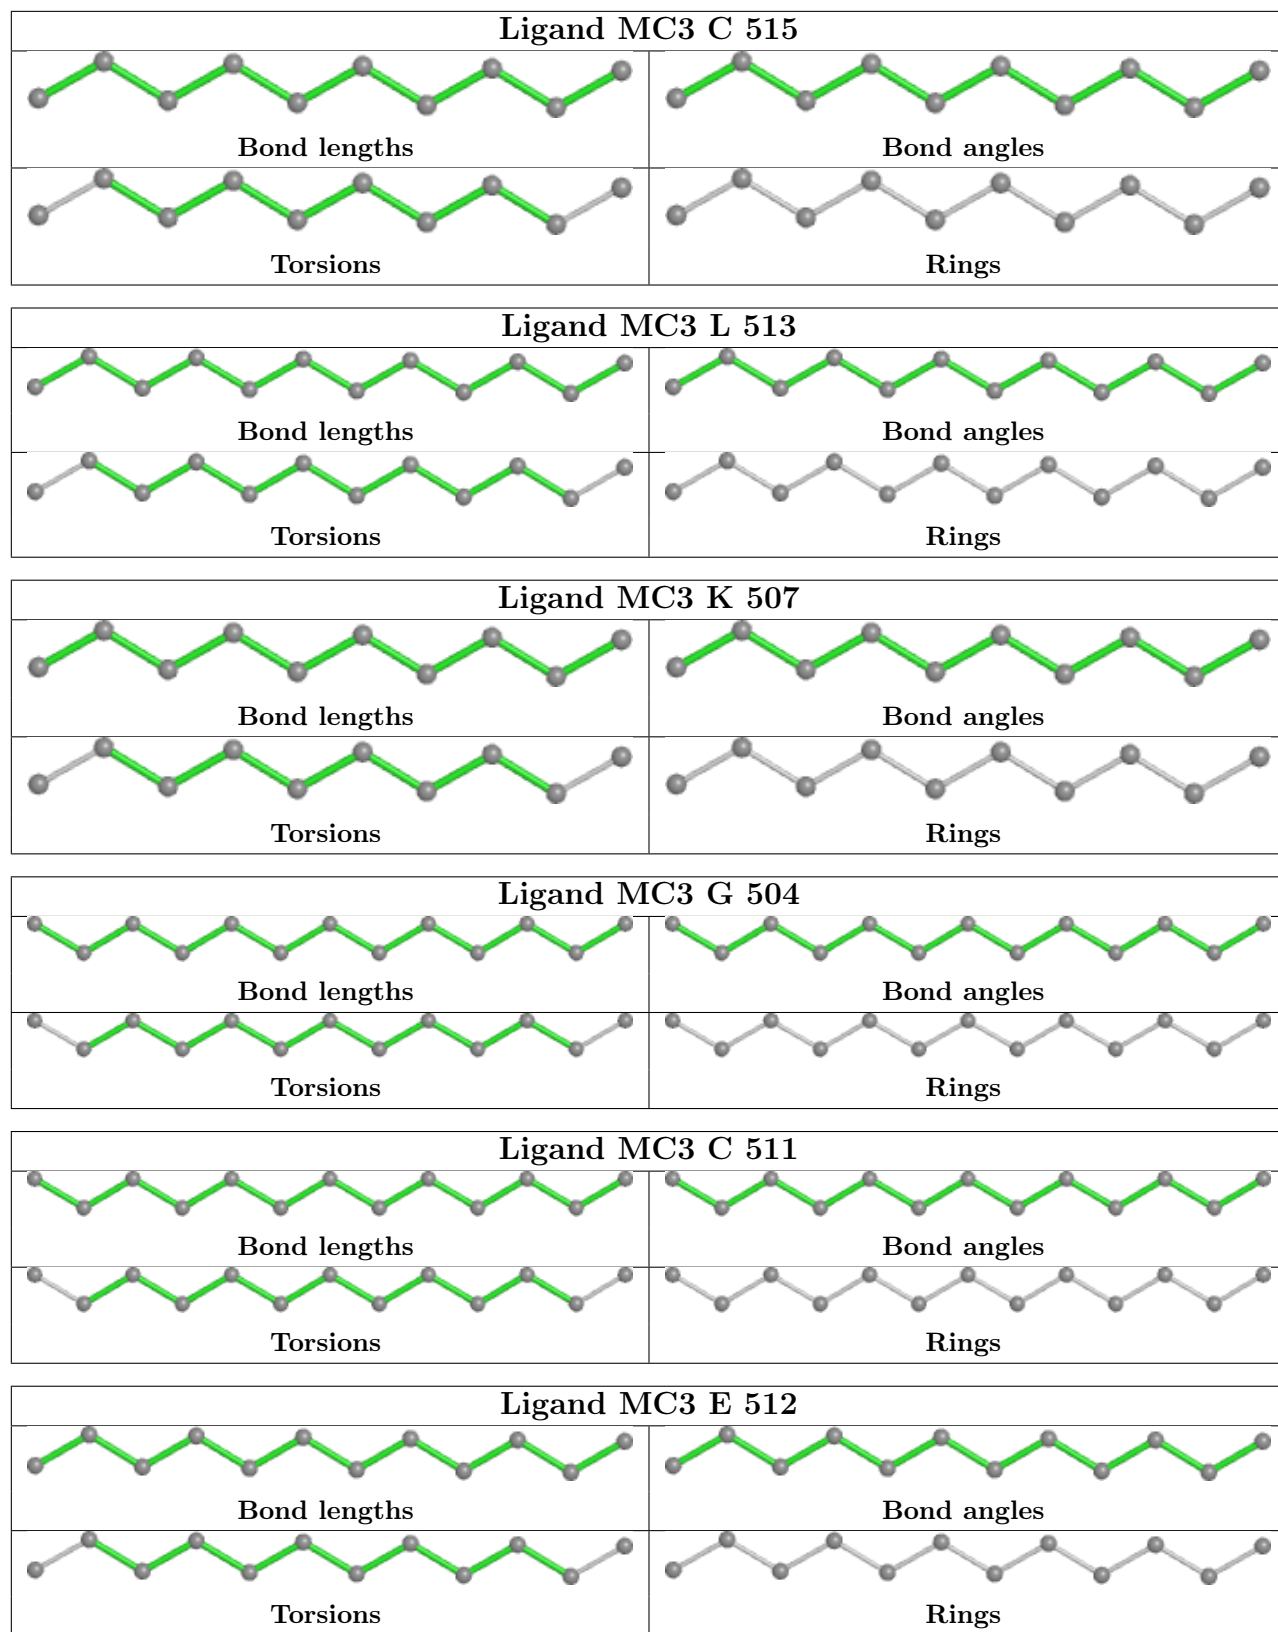 Ligand MC3 C 515
Bond lengths Bond angles
Torsions Rings
Ligand MC3 L 513
Bond lengths Bond angles
Torsions Rings
Ligand MC3 K 507
Bond lengths Bond angles
Torsions Rings
Ligand MC3 G 504
Bond lengths Bond angles
Torsions Rings
Ligand MC3 C 511
Bond lengths Bond angles
Torsions Rings
Ligand MC3 E 512
Bond lengths Bond angles
Torsions Rings